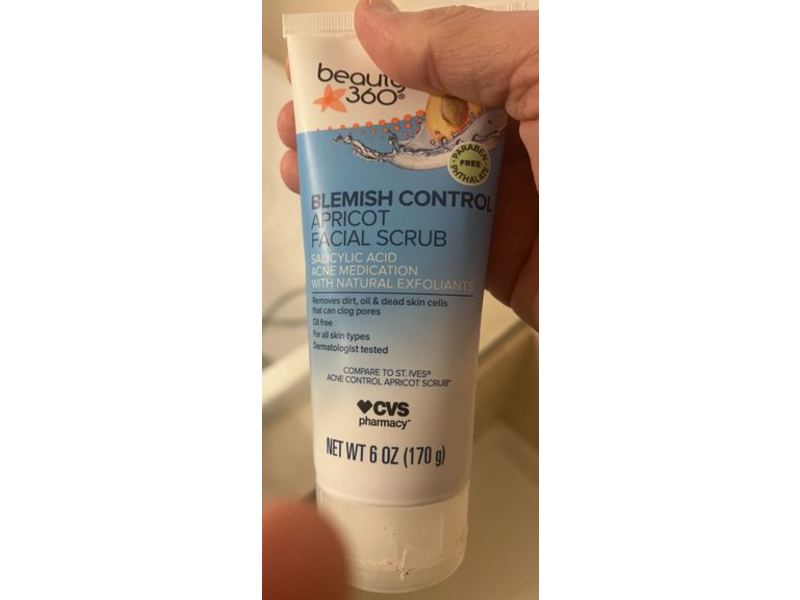 beauty
360®
PARABEN
FREE
PHTHALATE
BLEMISH CONTROL
APRICOT
FACIAL SCRUB
SALICYLIC ACID
ACNE MEDICATION
WITH NATURAL EXFOLIANTS
Removes dirt, oil & dead skin cells
that can clog pores
Oil free
For all skin types
Dermatologist tested
COMPARE TO ST. IVES®
ACNE CONTROL APRICOT SCRUB*
CVS
pharmacy®
NET WT 6 OZ (170 g)